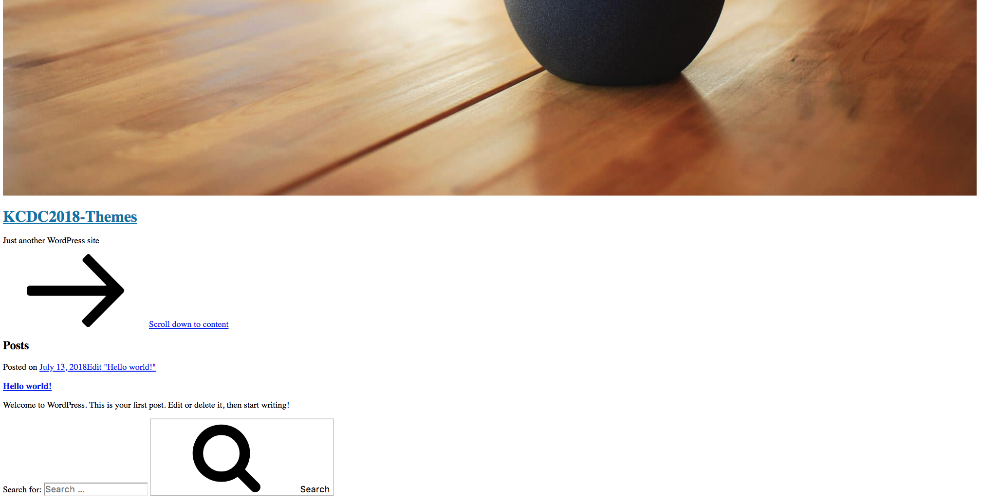 KCDC2018-Themes
Just another WordPress site
Scroll down to content
Posts
Posted on July 13, 2018Edit "Hello world!"
Hello world!
Welcome to WordPress. This is your first post. Edit or delete it, then start writing!
Search for: Search ... Search